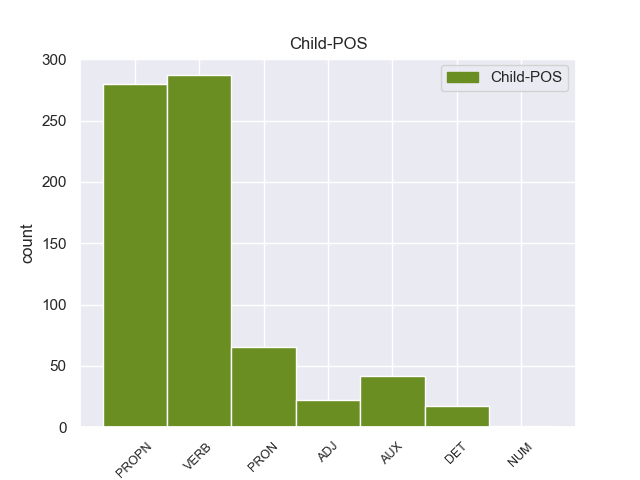 Child-POS
Child-POS
count
300
250
200
150
100
50
0
PROPN
VERB
PRON
ADJ
AUX
DET
NUM